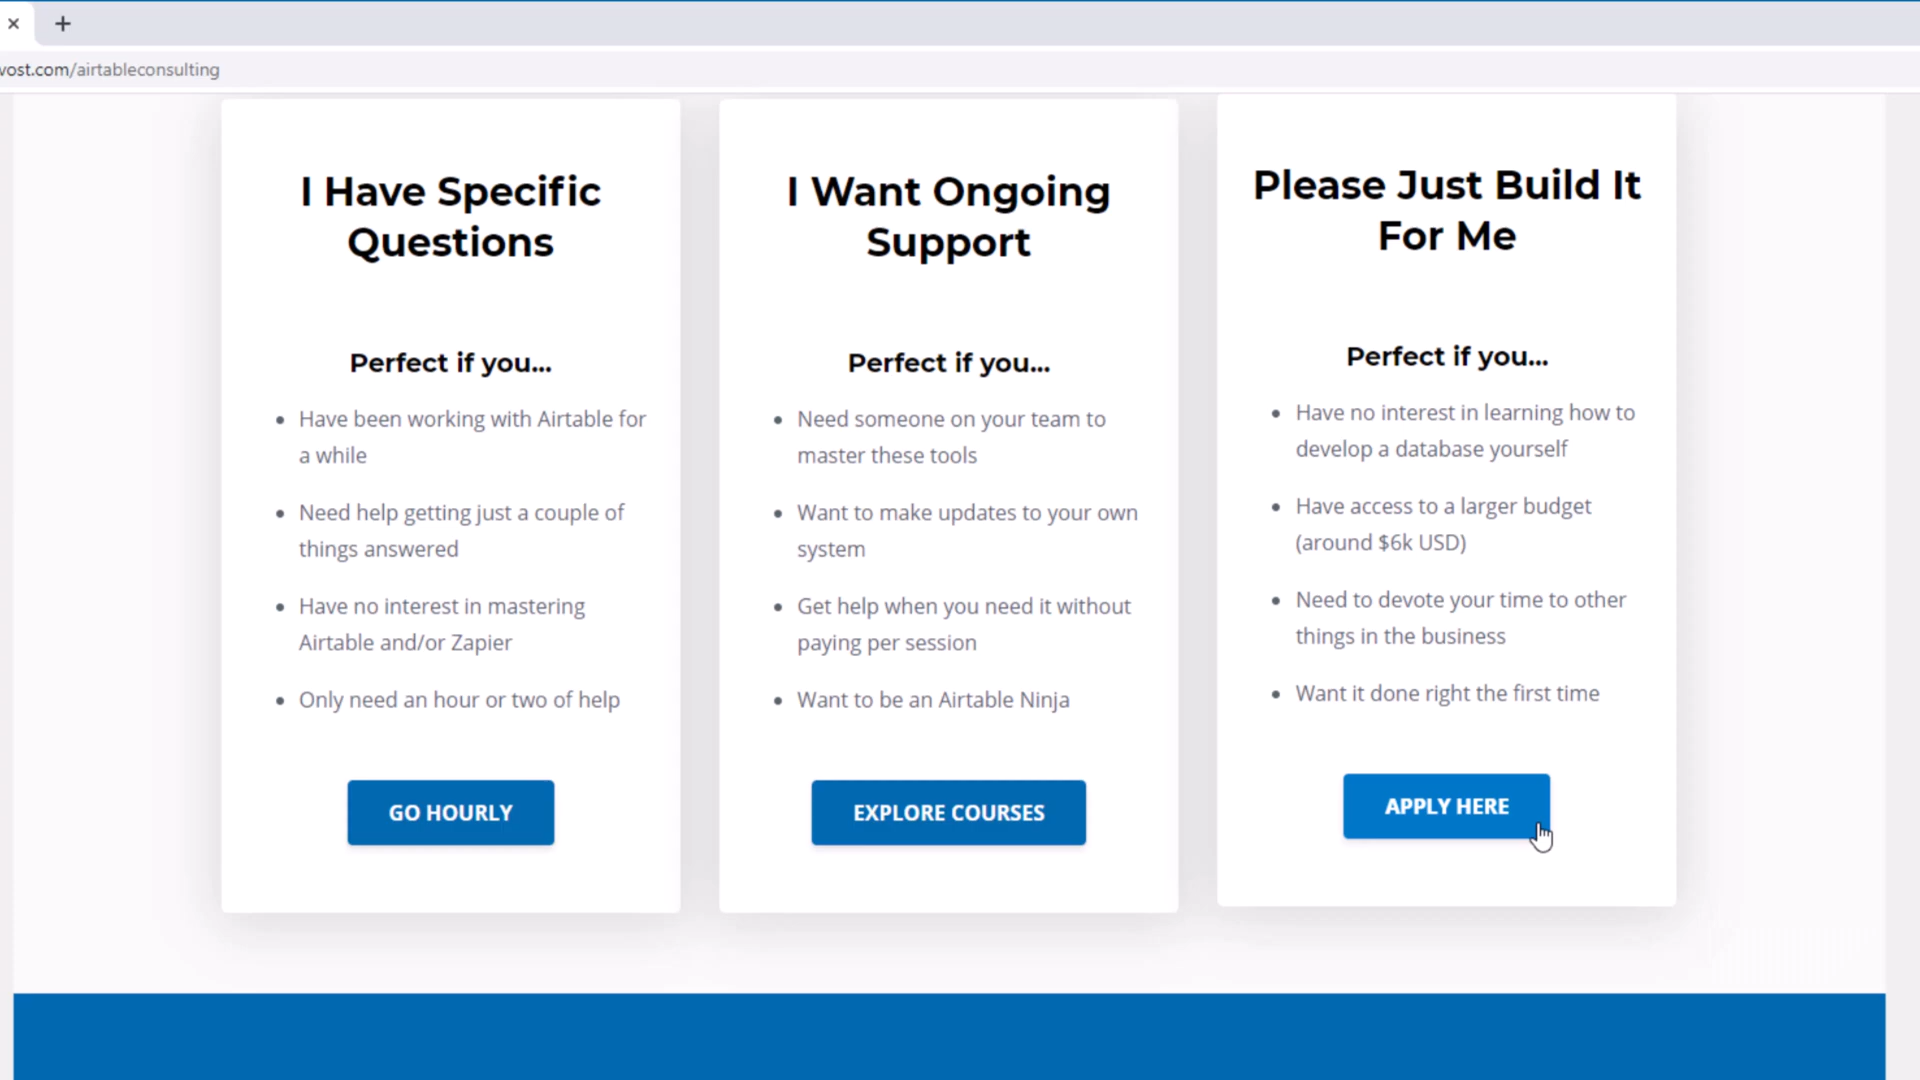 vost.com/airtableconsulting
I Have Specific
Questions
Perfect if you...
Have been working with Airtable for
a while
Need help getting just a couple of
things answered
Have no interest in mastering
Airtable and/or Zapier
Only need an hour or two of help
GO HOURLY
I Want Ongoing
Support
Perfect if you...
Need someone on your team to
master these tools
Want to make updates to your own
system
Get help when you need it without
paying per session
Want to be an Airtable Ninja
EXPLORE COURSES
Please Just Build It
For Me
Perfect if you...
Have no interest in learning how to
develop a database yourself
Have access to a larger budget
(around $6k USD)
Need to devote your time to other
things in the business
Want it done right the first time
APPLY HERE